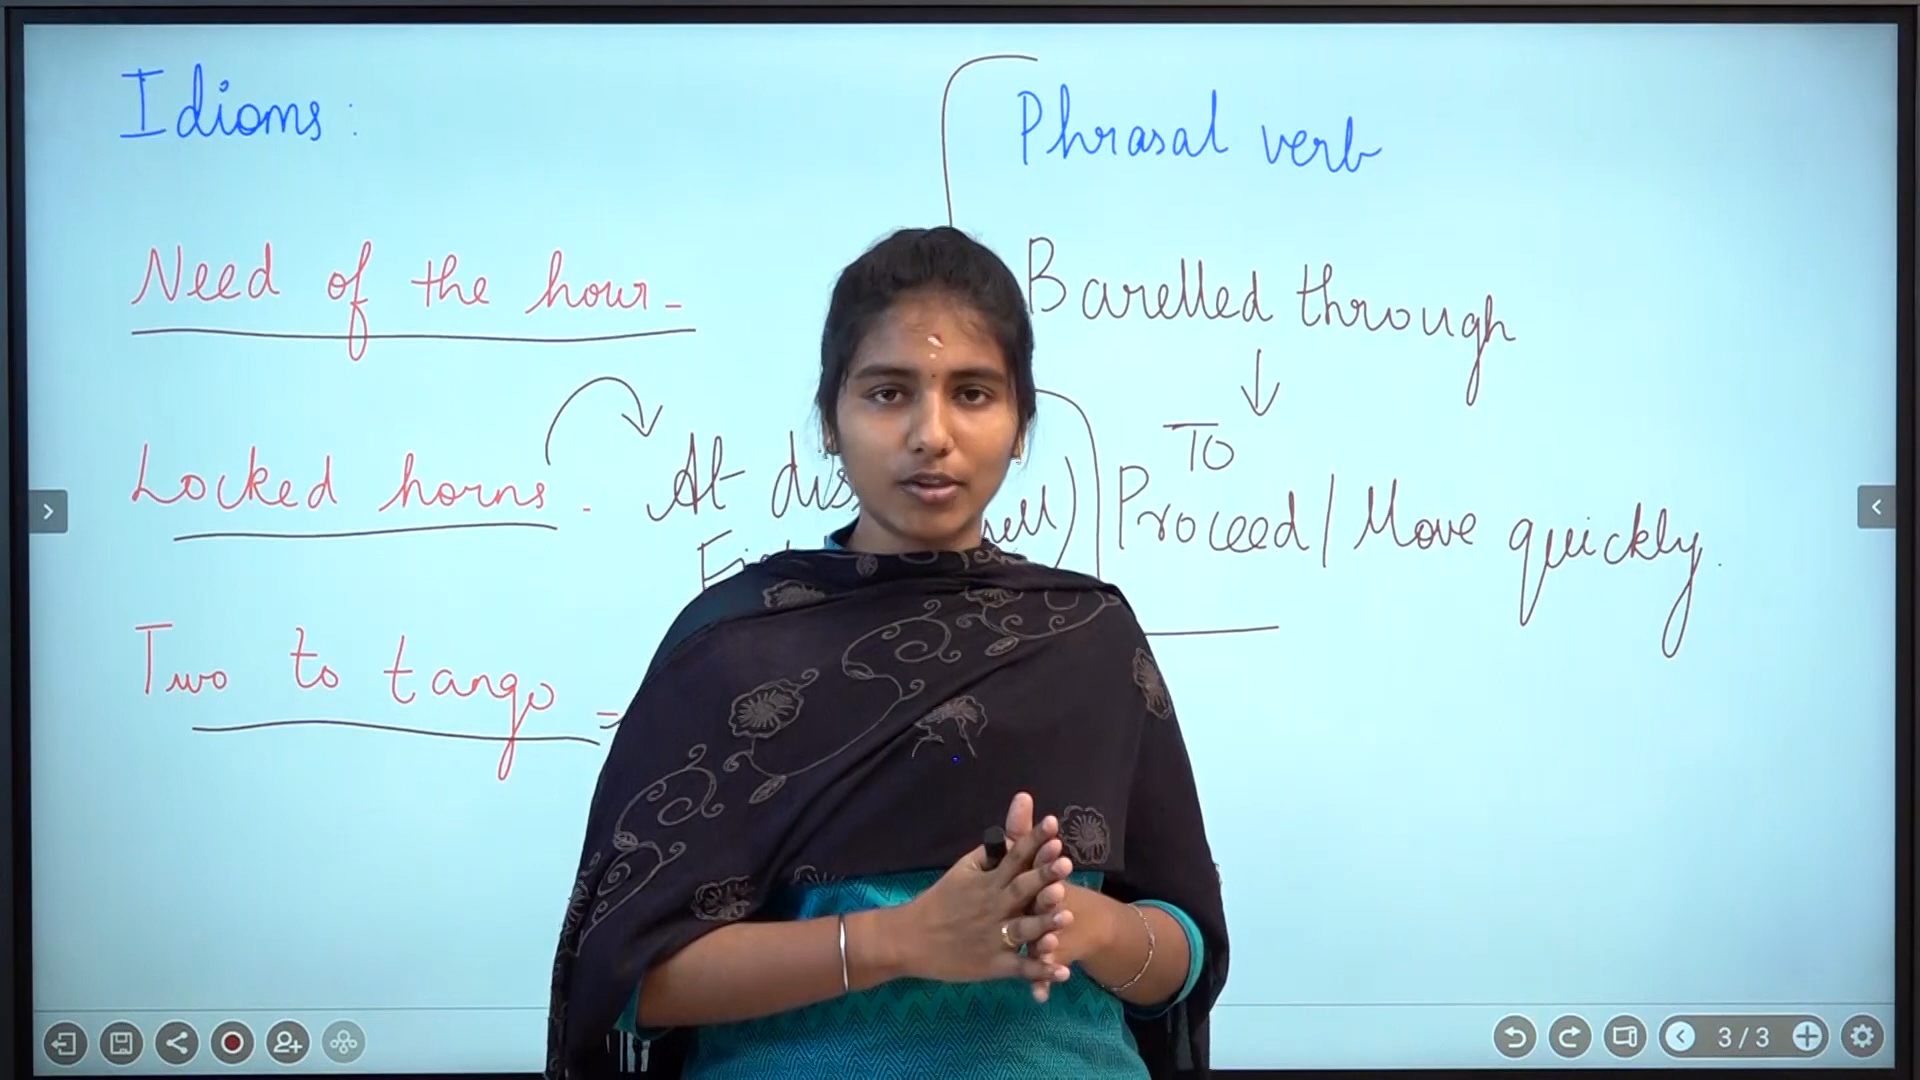 Idioms:
Need of the hour -
Locked horns -
At
Two to tango =
Phrasal verb
Barelled through
↓
To
Proceed / Move quickly.
3/3